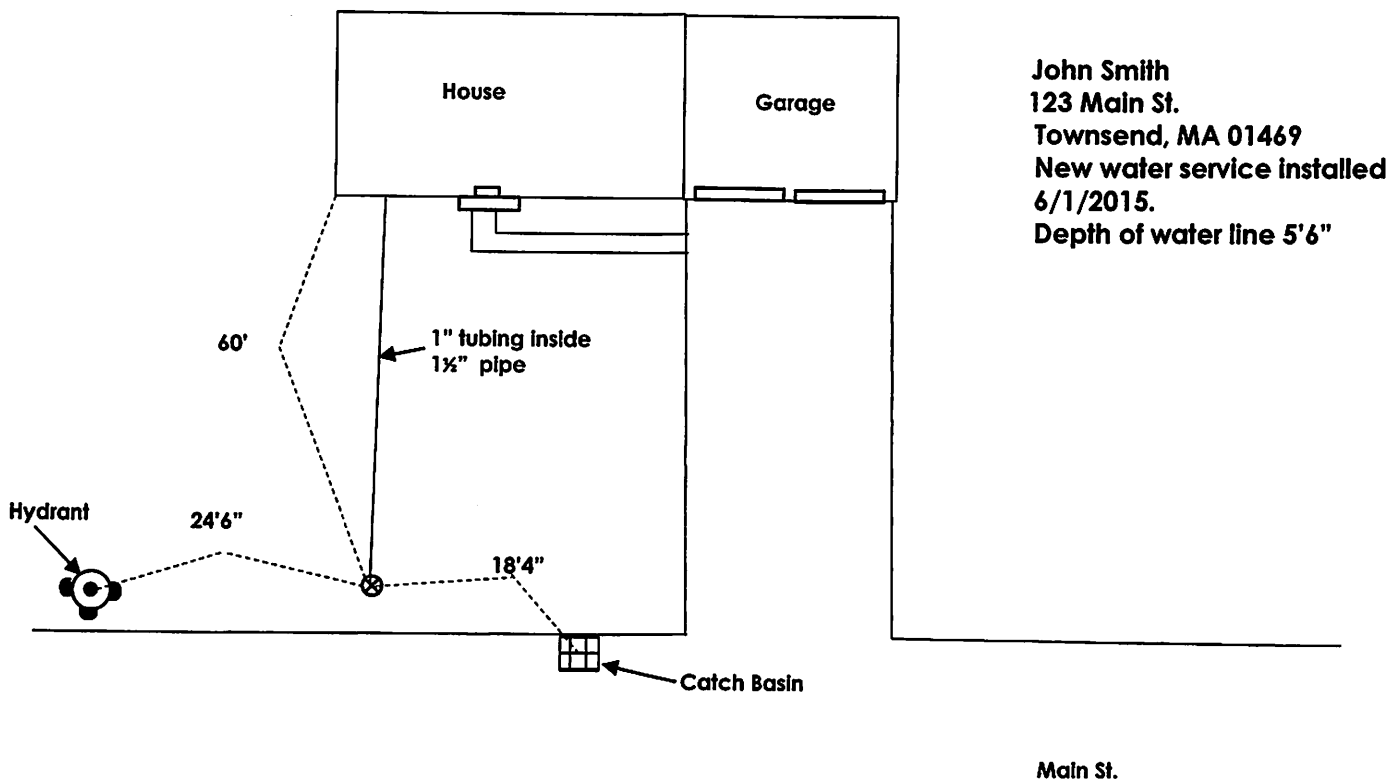 House
Garage
John Smith
123 Main St.
Townsend, MA 01469
New water service installed
6/1/2015.
Depth of water line 5'6"
60'
1" tubing inside
1½" pipe
Hydrant
24'6"
18'4"
Catch Basin
Main St.